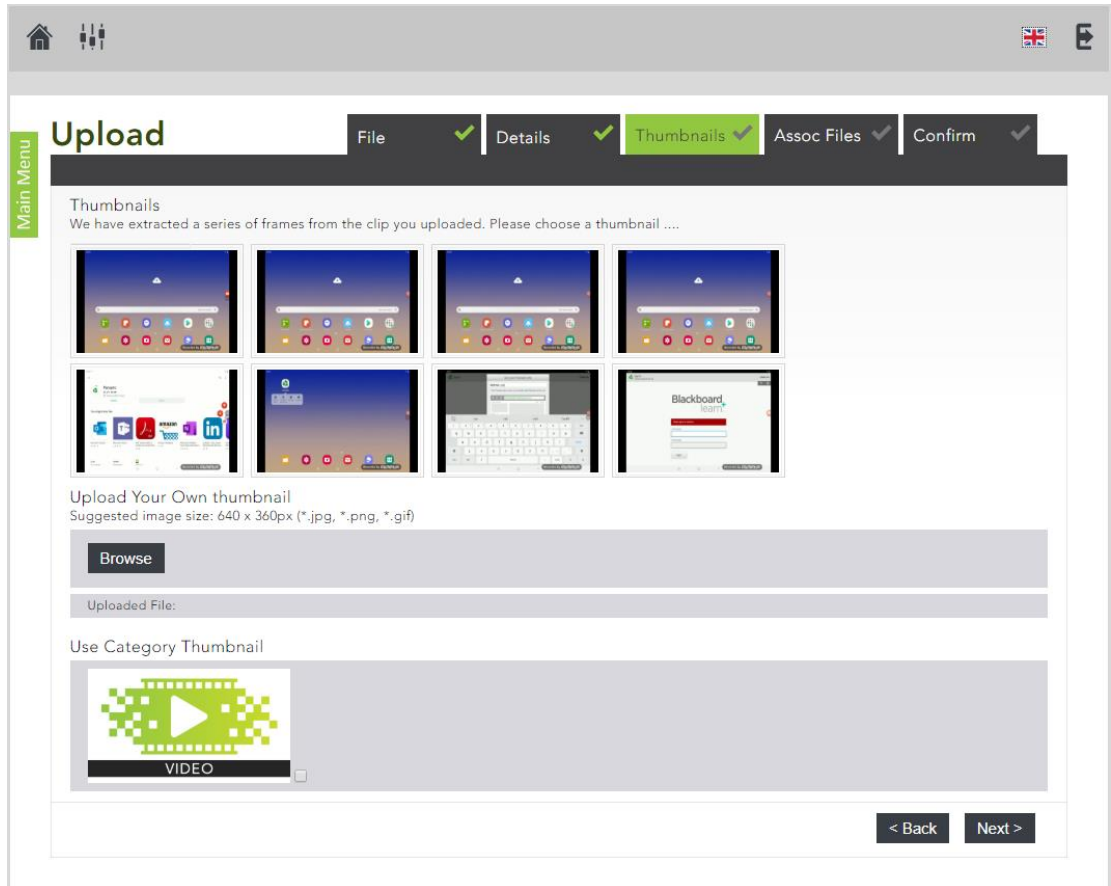 Main Menu
Upload
File
Details
Thumbnails
Assoc Files
Confirm
Thumbnails
We have extracted a series of frames from the clip you uploaded. Please choose a thumbnail ....
amazon
in
Blackboard
learn
Upload Your Own thumbnail
Suggested image size: 640 x 360px (*.jpg, *.png, *.gif)
Browse
Uploaded File:
Use Category Thumbnail
VIDEO
< Back
Next >